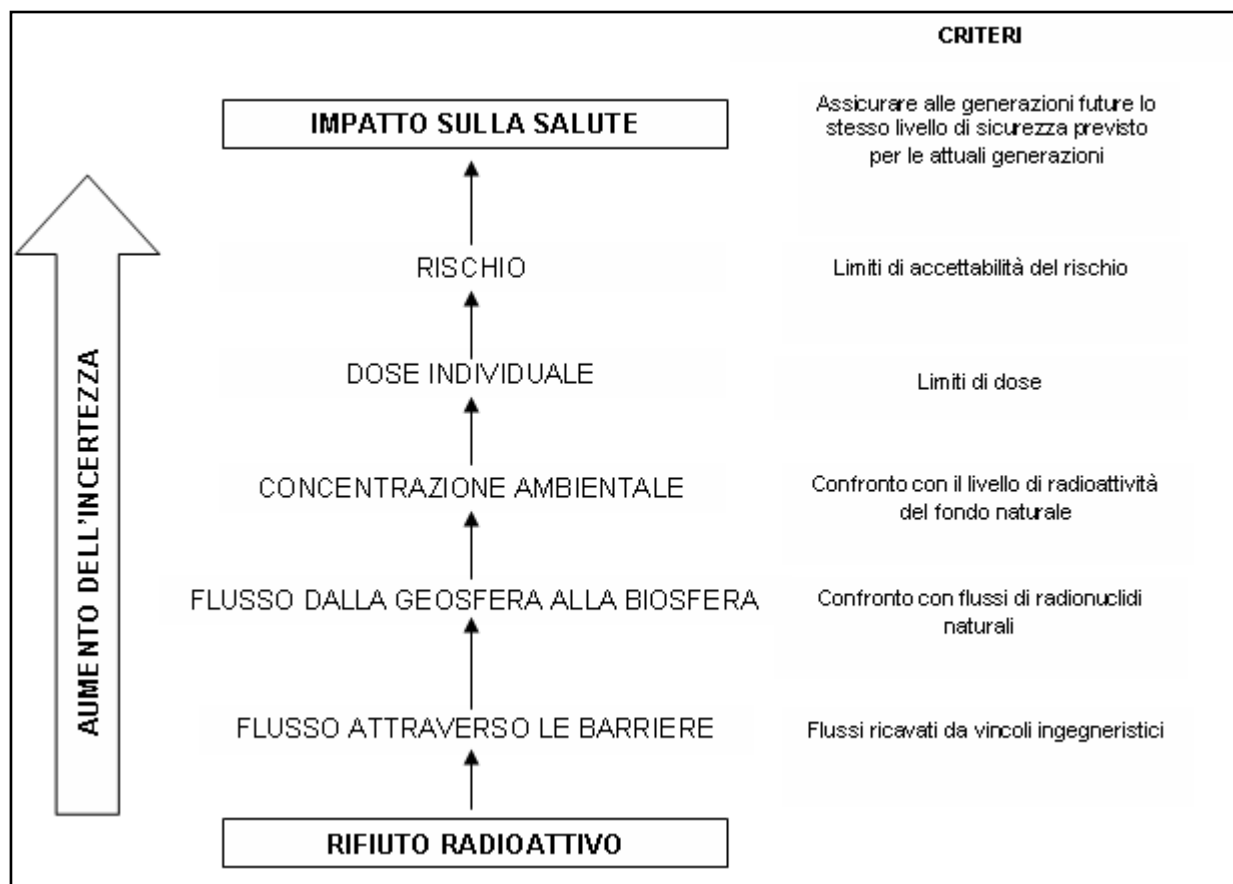 CRITERI
IMPATTO SULLA SALUTE
Assicurare alle generazioni future lo
stesso livello di sicurezza previsto
per le attuali generazioni
RISCHIO
Limiti di accettabilità del rischio
DOSE INDIVIDUALE
Limiti di dose
CONCENTRAZIONE AMBIENTALE
Confronto con il livello di radioattività
del fondo naturale
FLUSSO DALLA GEOSFERA ALLA BIOSFERA
Confronto con flussi di radionuclidi
naturali
FLUSSO ATTRAVERSO LE BARRIERE
Flussi ricavati da vincoli ingegneristici
RIFIUTO RADIOATTIVO
AUMENTO DELL'INCERTEZZA